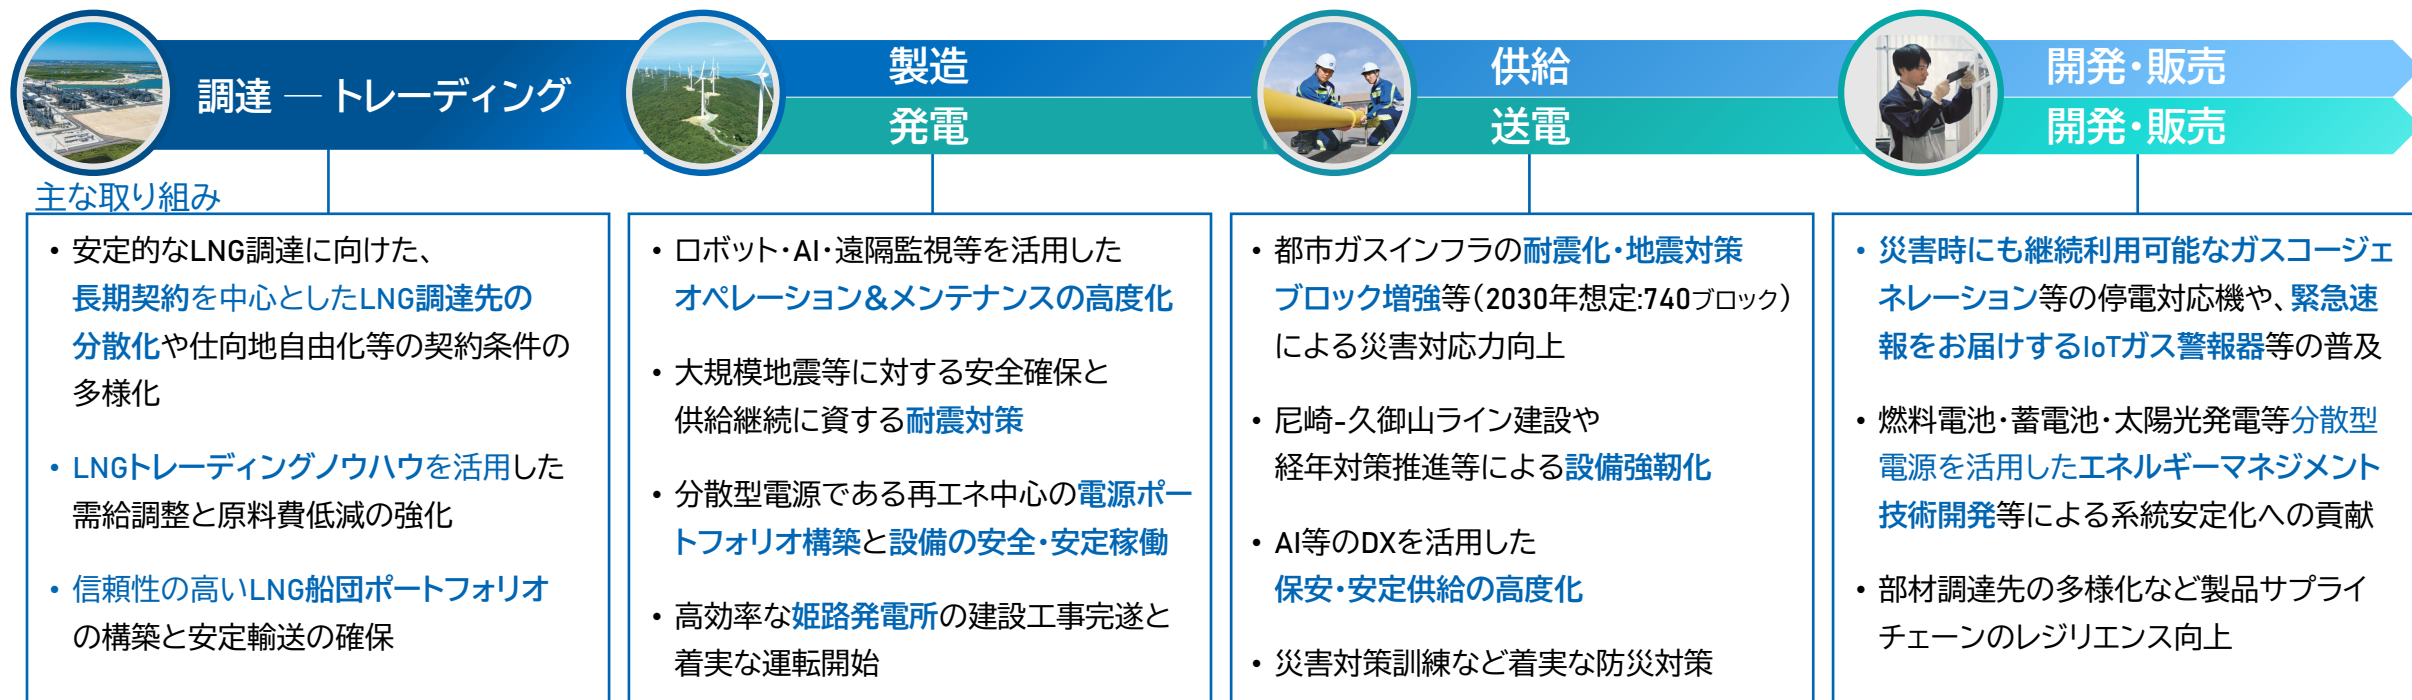 調達 ― トレーディング
製造
発電
供給
送電
開発・販売
開発・販売
主な取り組み
• 安定的なLNG調達に向けた、
長期契約を中心としたLNG調達先の
分散化や仕向地自由化等の契約条件の
多様化
• LNGトレーディングノウハウを活用した
需給調整と原料費低減の強化
• 信頼性の高いLNG船団ポートフォリオ
の構築と安定輸送の確保
• ロボット・AI・遠隔監視等を活用した
オペレーション&メンテナンスの高度化
• 大規模地震等に対する安全確保と
供給継続に資する耐震対策
• 分散型電源である再エネ中心の電源ポー
トフォリオ構築と設備の安全・安定稼働
• 高効率な姫路発電所の建設工事完遂と
着実な運転開始
• 都市ガスインフラの耐震化・地震対策
ブロック増強等（2030年想定:740ブロック）
による災害対応力向上
• 尼崎-久御山ライン建設や
経年対策推進等による設備強靭化
• AI等のDXを活用した
保安・安定供給の高度化
• 災害対策訓練など着実な防災対策
• 災害時にも継続利用可能なガスコージェ
ネレーション等の停電対応機や、緊急速
報をお届けするIoTガス警報器等の普及
• 燃料電池・蓄電池・太陽光発電等分散型
電源を活用したエネルギーマネジメント
技術開発等による系統安定化への貢献
• 部材調達先の多様化など製品サプライ
チェーンのレジリエンス向上